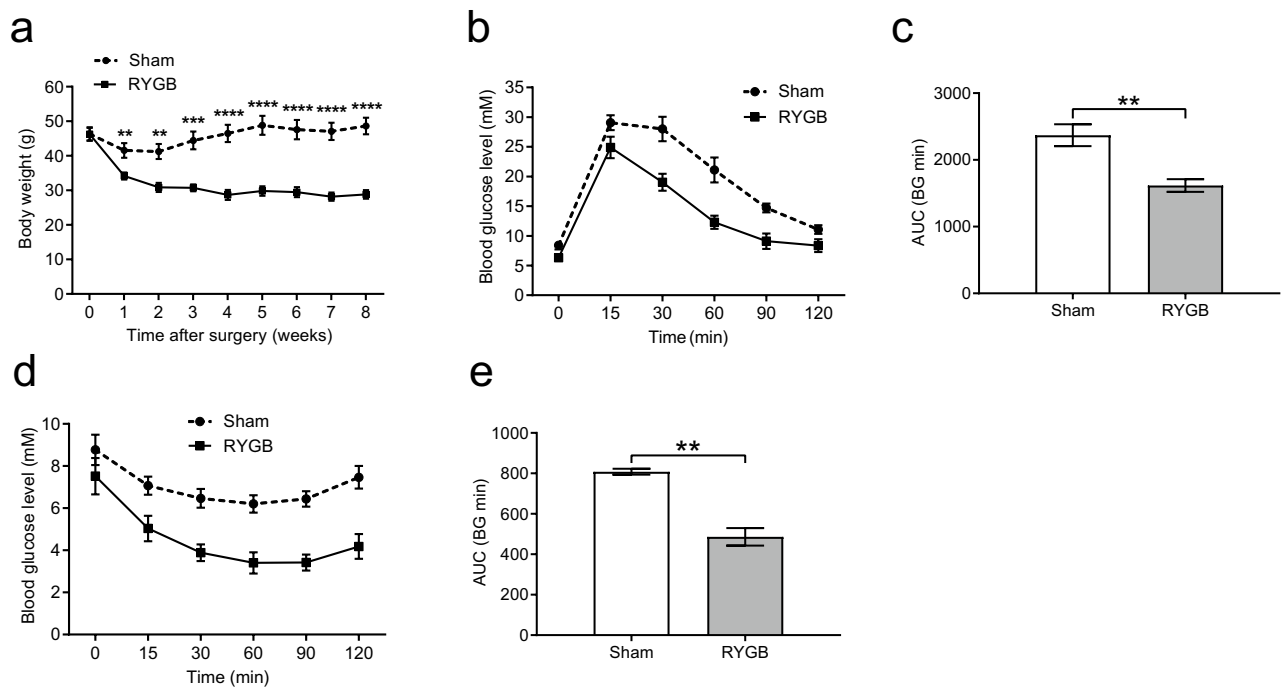 a
Sham
RYGB
60
50
40
30
20
10
0
** ** *** **** **** **** **** ****
0 1 2 3 4 5 6 7 8
Body weight (g)
Time after surgery (weeks)
b
Sham
RYGB
35
30
25
20
15
10
5
0
0 15 30 60 90 120
Blood glucose level (mM)
Time (min)
c
3000
2000
1000
0
**
AUC (BG min)
Sham RYGB
d
Sham
RYGB
10
8
6
4
2
0
0 15 30 60 90 120
Blood glucose level (mM)
Time (min)
e
1000
800
600
400
200
0
**
AUC (BG min)
Sham RYGB